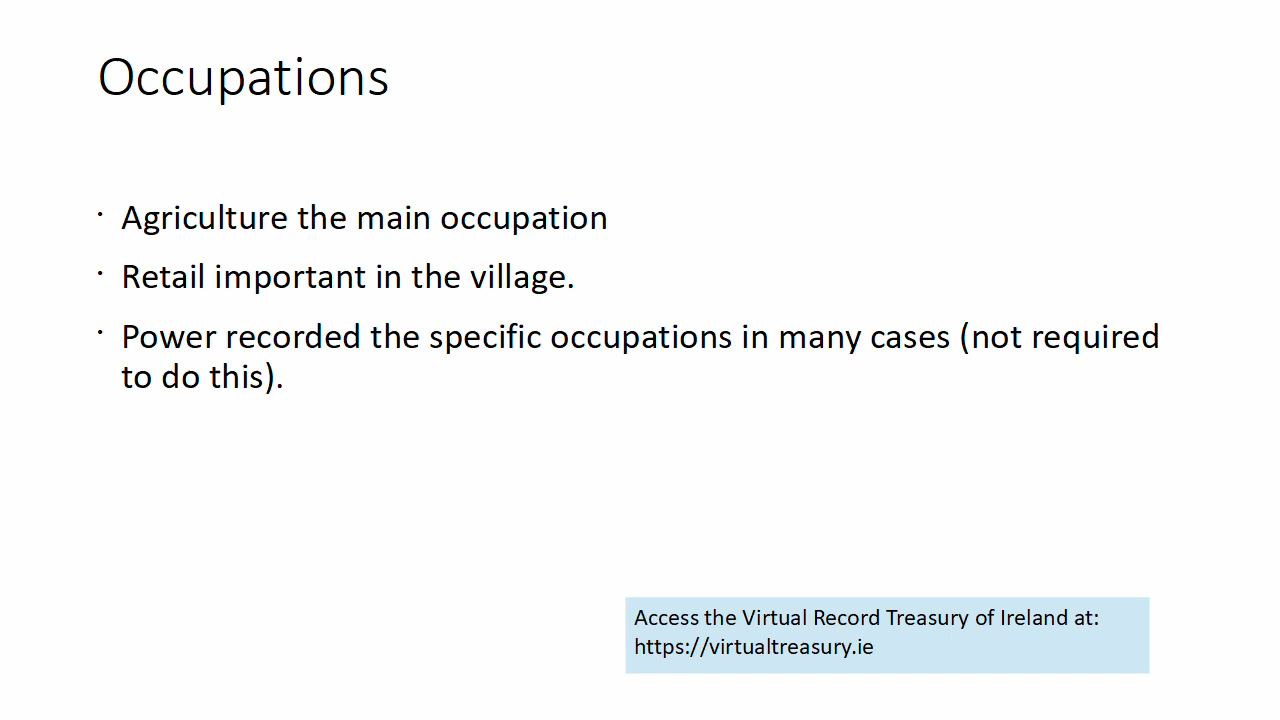 Occupations
· Agriculture the main occupation
· Retail important in the village.
· Power recorded the specific occupations in many cases (not required
to do this).
Access the Virtual Record Treasury of Ireland at:
https://virtualtreasury.ie